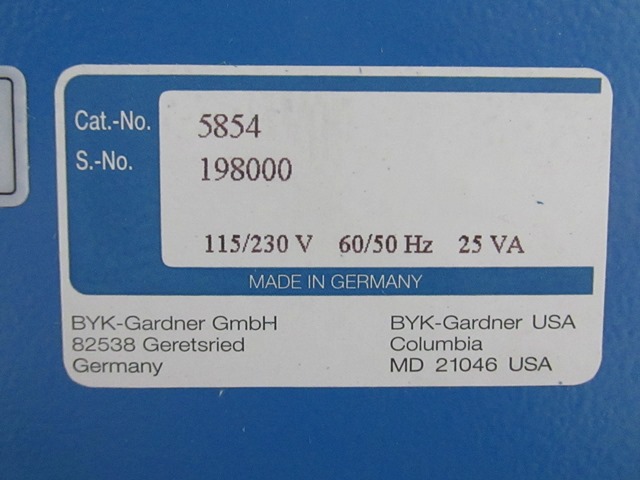 Cat.-No. 5854
S.-No. 198000
115/230 V 60/50 Hz 25 VA
MADE IN GERMANY
BYK-Gardner GmbH
82538 Geretsried
Germany
BYK-Gardner USA
Columbia
MD 21046 USA